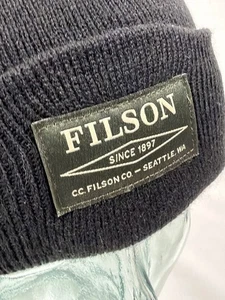 FILSON
SINCE 1897
C.C. FILSON CO. — SEATTLE, WA